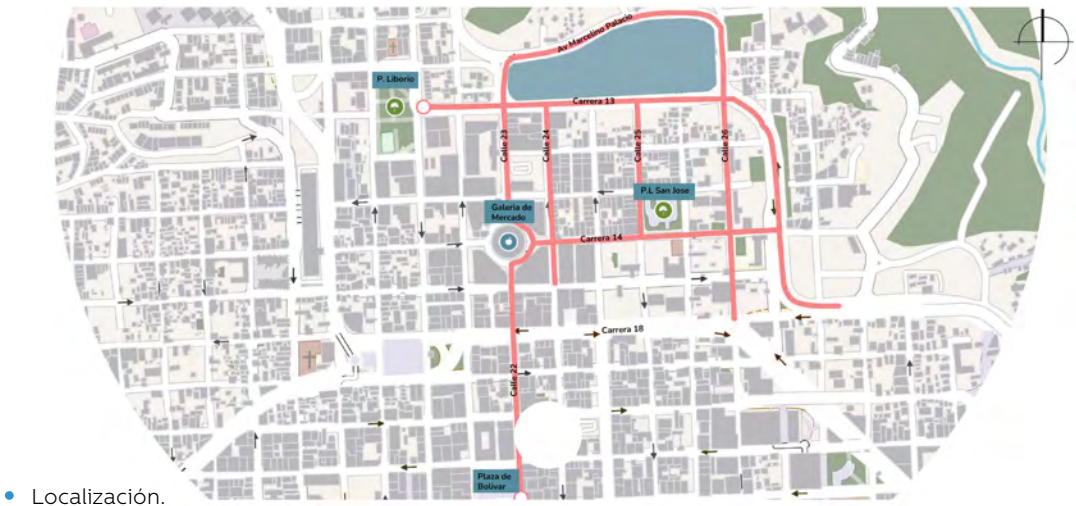 Av Marcelino Palacio
P. Liborio
Carrera 13
Calle 23
Calle 24
Calle 25
Calle 26
P.L San Jose
Galeria de
Mercado
Carrera 14
Carrera 18
Calle 22
Plaza de
Bolivar
• Localización.